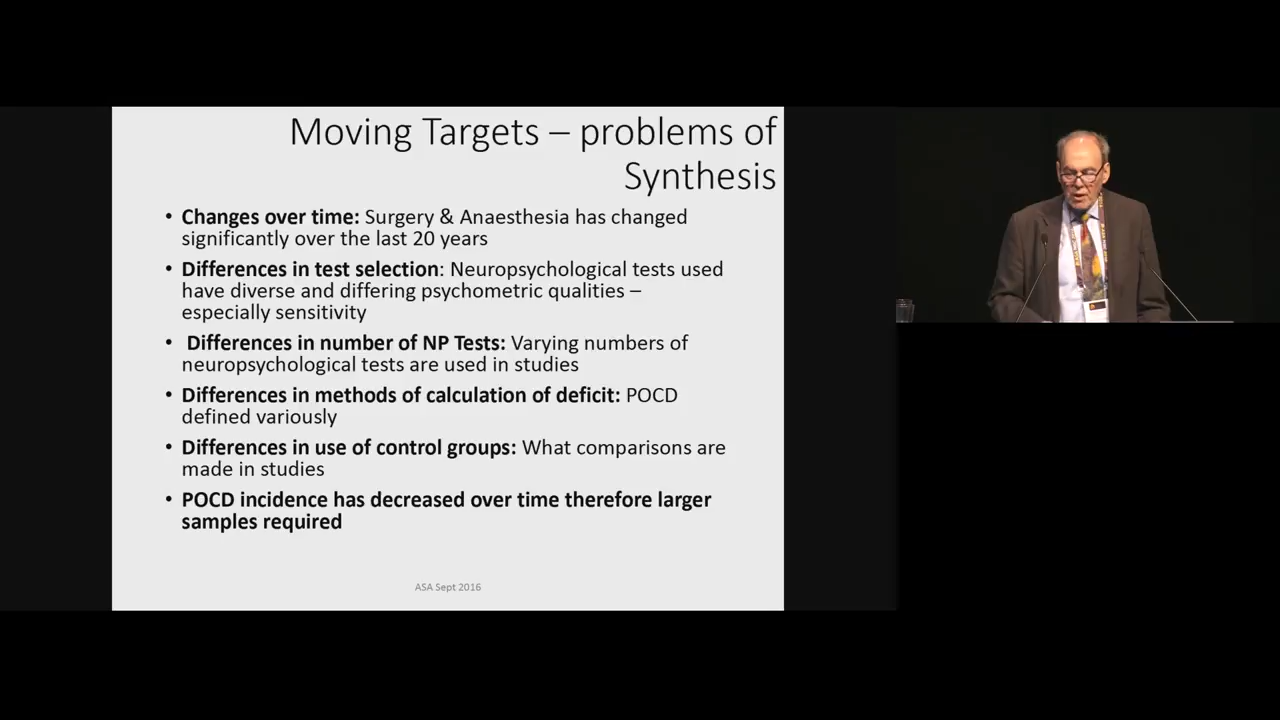 Moving Targets – problems of
Synthesis
• Changes over time: Surgery & Anaesthesia has changed
significantly over the last 20 years
• Differences in test selection: Neuropsychological tests used
have diverse and differing psychometric qualities –
especially sensitivity
• Differences in number of NP Tests: Varying numbers of
neuropsychological tests are used in studies
• Differences in methods of calculation of deficit: POCD
defined variously
• Differences in use of control groups: What comparisons are
made in studies
• POCD incidence has decreased over time therefore larger
samples required
ASA Sept 2016